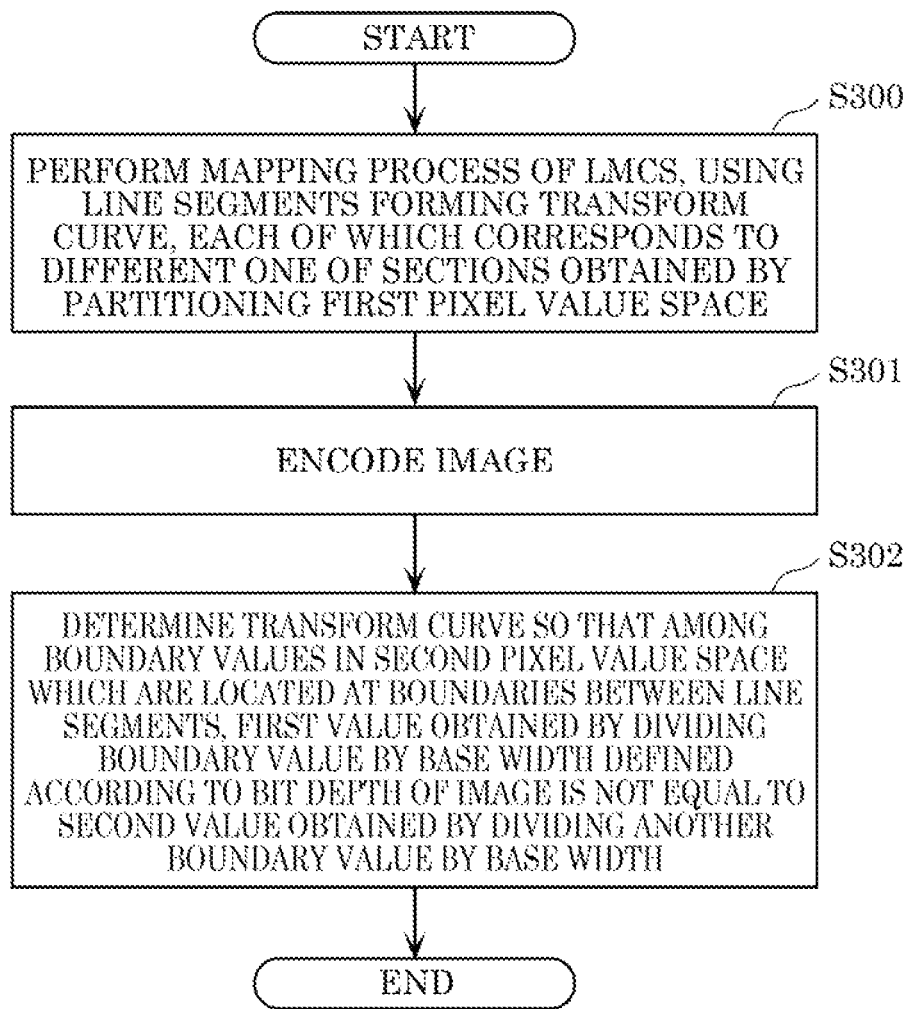 START
S300
PERFORM MAPPING PROCESS OF LMCS, USING
LINE SEGMENTS FORMING TRANSFORM
CURVE, EACH OF WHICH CORRESPONDS TO
DIFFERENT ONE OF SECTIONS OBTAINED BY
PARTITIONING FIRST PIXEL VALUE SPACE
S301
ENCODE IMAGE
S302
DETERMINE TRANSFORM CURVE SO THAT AMONG
BOUNDARY VALUES IN SECOND PIXEL VALUE SPACE
WHICH ARE LOCATED AT BOUNDARIES BETWEEN LINE
SEGMENTS, FIRST VALUE OBTAINED BY DIVIDING
BOUNDARY VALUE BY BASE WIDTH DEFINED
ACCORDING TO BIT DEPTH OF IMAGE IS NOT EQUAL TO
SECOND VALUE OBTAINED BY DIVIDING ANOTHER
BOUNDARY VALUE BY BASE WIDTH
END